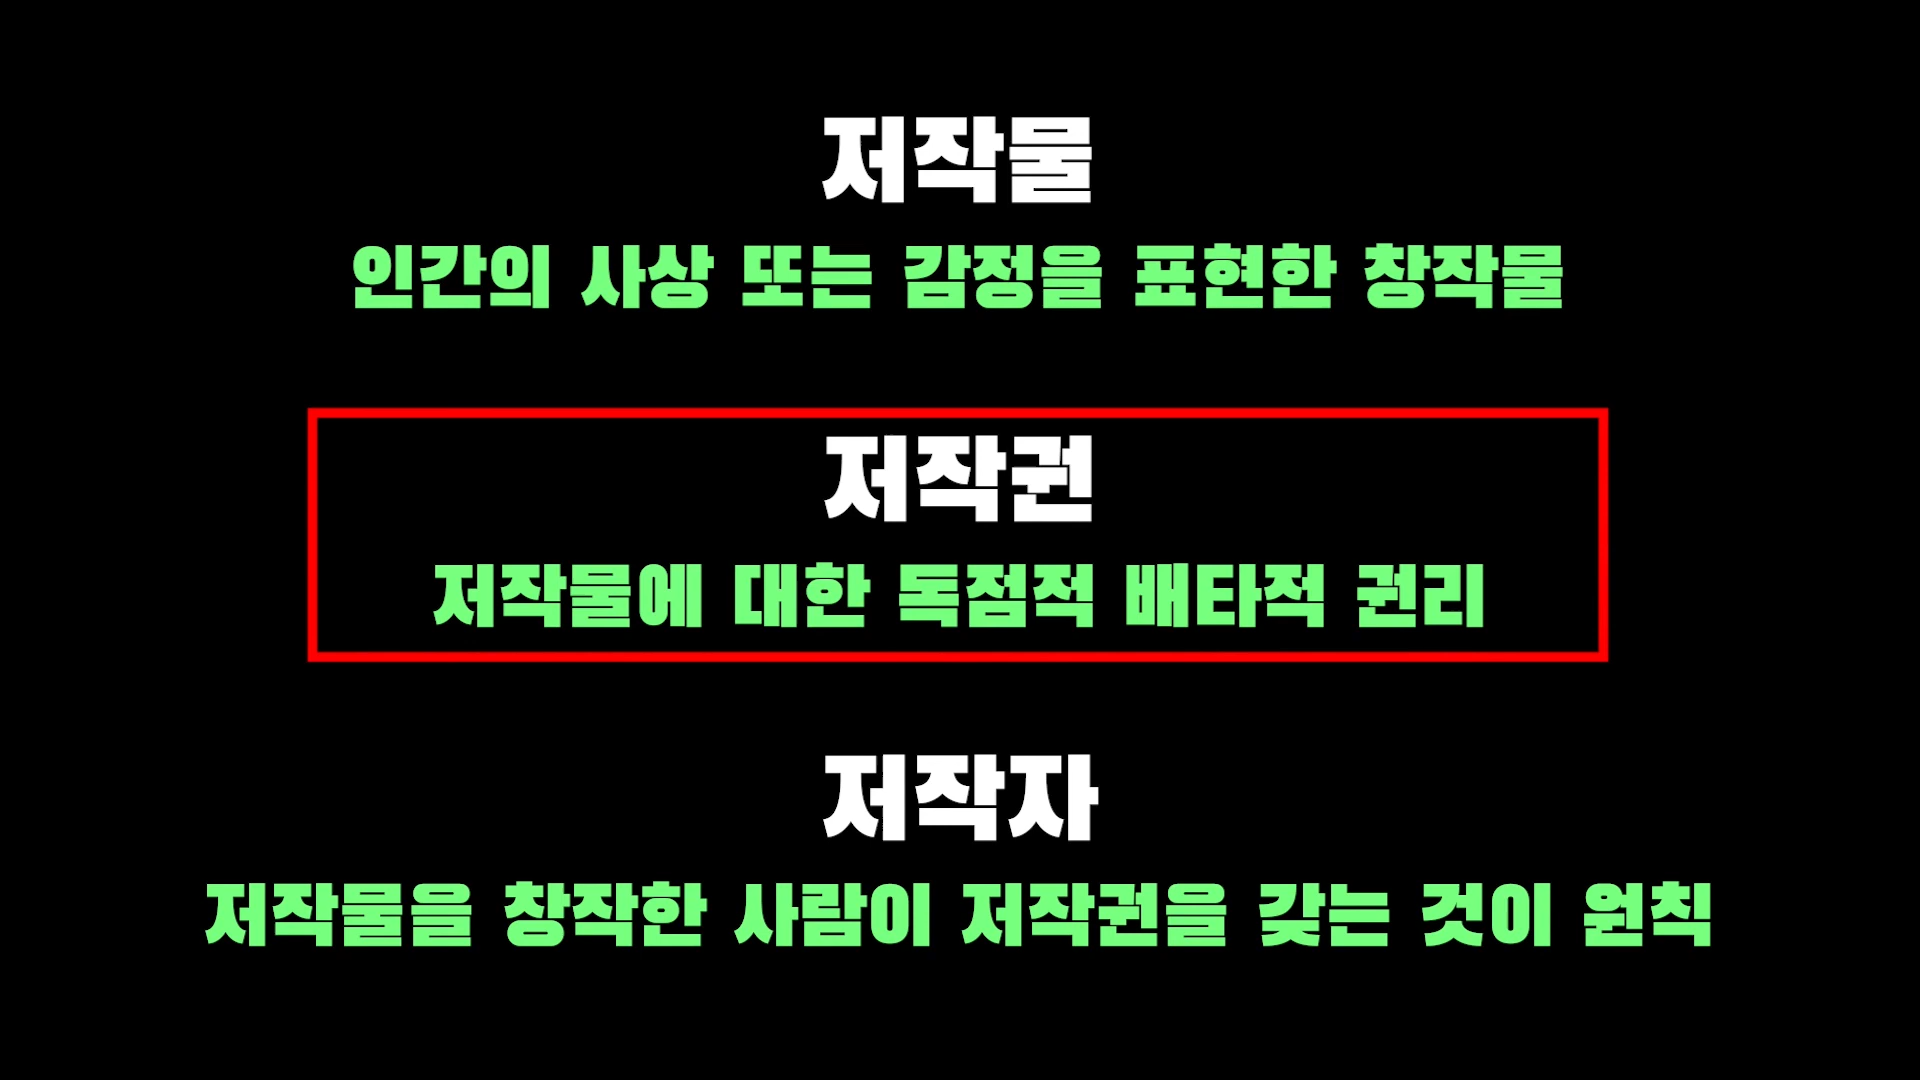 저작물
인간의 사상 또는 감정을 표현한 창작물
저작권
저작물에 대한 독점적 배타적 권리
저작자
저작물을 창작한 사람이 저작권을 갖는 것이 원칙